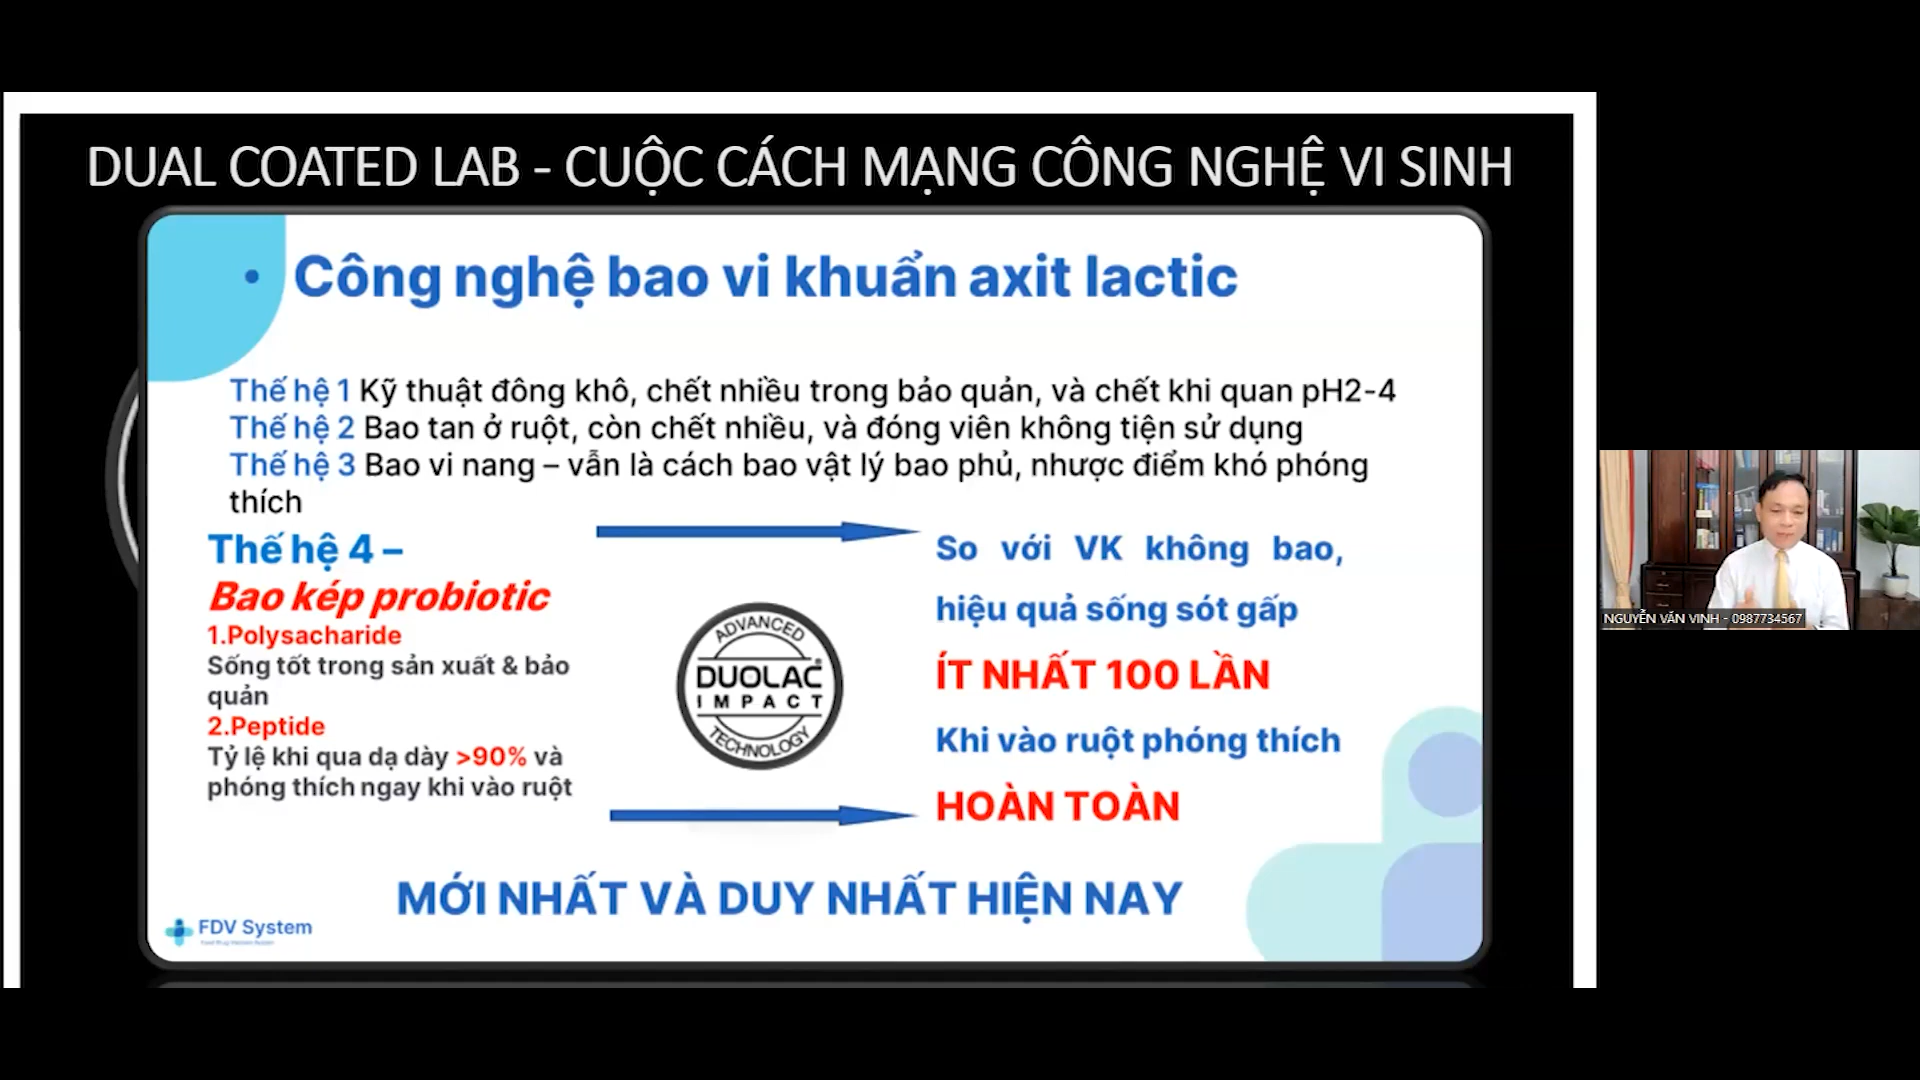 DUAL COATED LAB - CUỘC CÁCH MẠNG CÔNG NGHỆ VI SINH
• Công nghệ bao vi khuẩn axit lactic
Thế hệ 1 Kỹ thuật đông khô, chết nhiều trong bảo quản, và chết khi quan pH2-4
Thế hệ 2 Bao tan ở ruột, còn chết nhiều, và đóng viên không tiện sử dụng
Thế hệ 3 Bao vi nang – vẫn là cách bao vật lý bao phủ, nhược điểm khó phóng
thích
Thế hệ 4 –
Bao kép probiotic
1.Polysacharide
Sống tốt trong sản xuất & bảo
quản
2.Peptide
Tỷ lệ khi qua dạ dày >90% và
phóng thích ngay khi vào ruột
ADVANCED
DUOLAC®
IMPACT
TECHNOLOGY
So với VK không bao,
hiệu quả sống sót gấp
ÍT NHẤT 100 LẦN
Khi vào ruột phóng thích
HOÀN TOÀN
MỚI NHẤT VÀ DUY NHẤT HIỆN NAY
FDV System
NGUYỄN VĂN VINH - 0987734567